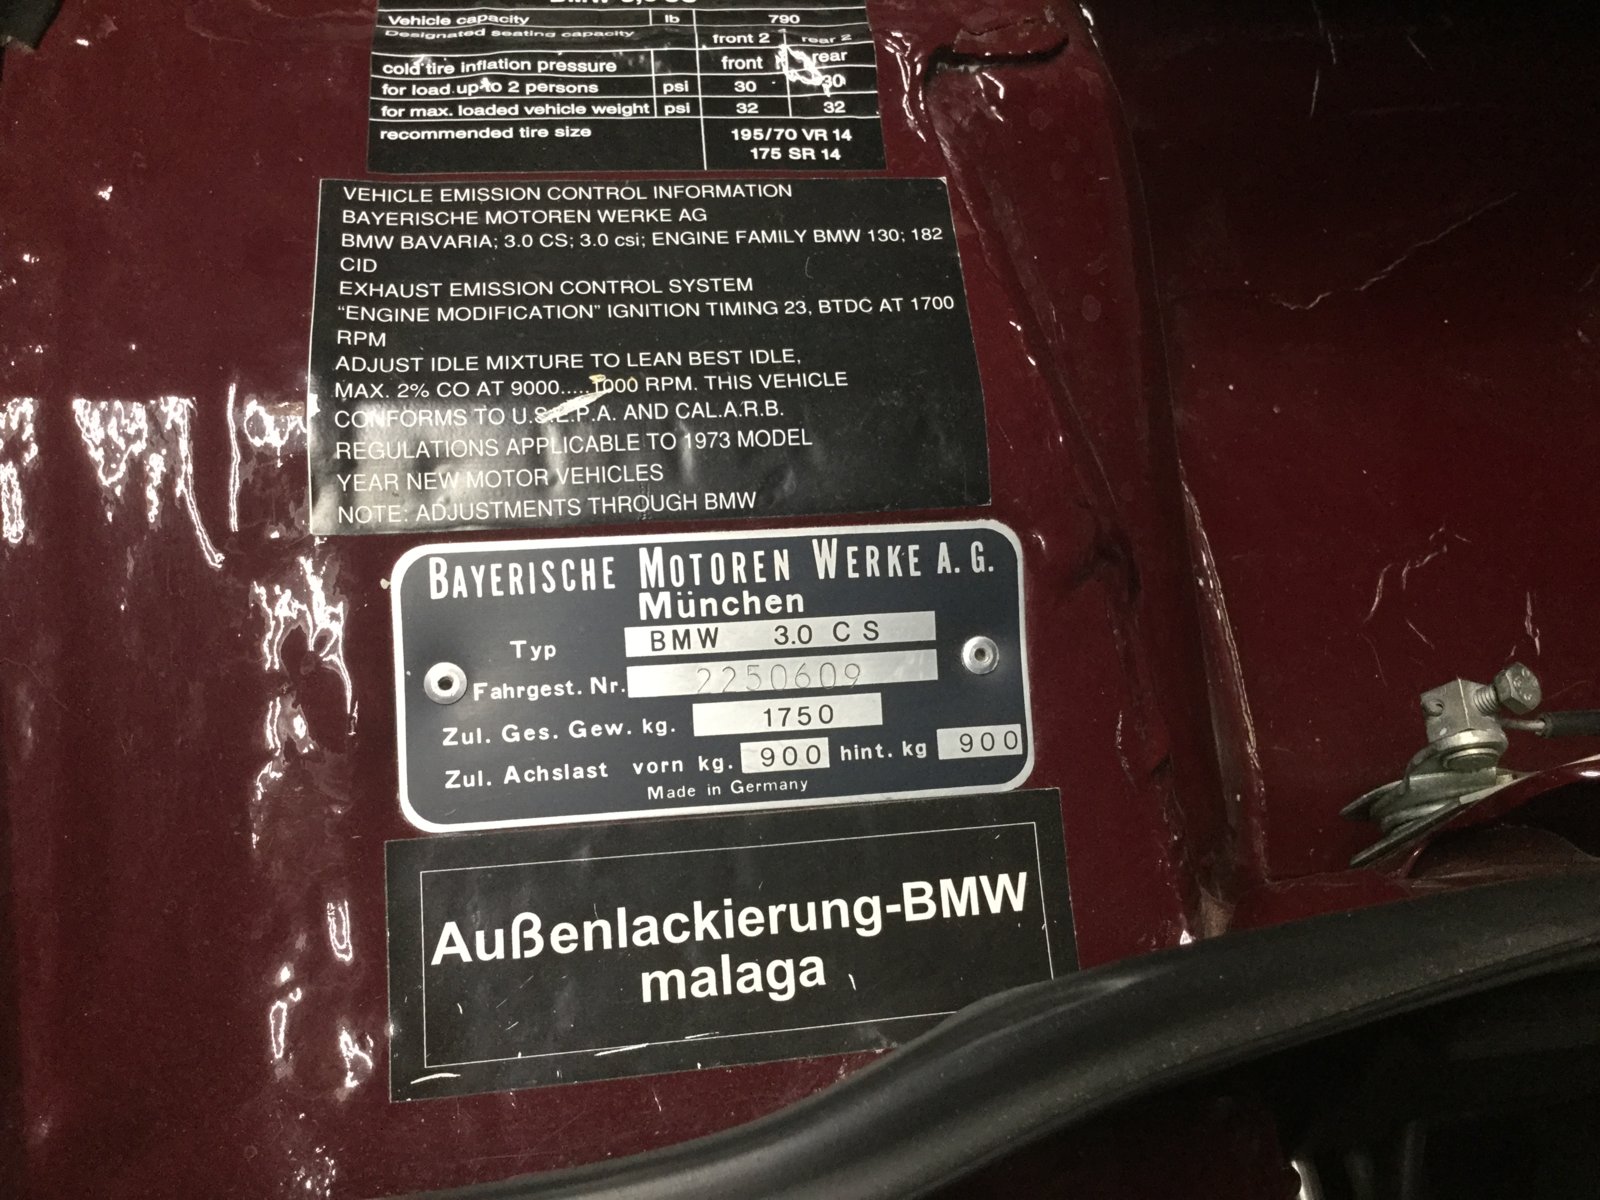 Vehicle capacity lb 790
Designated seating capacity front 2 rear 2
cold tire inflation pressure front rear
for load up to 2 persons psi 30 30
for max. loaded vehicle weight psi 32 32
recommended tire size 195/70 VR 14
175 SR 14
VEHICLE EMISSION CONTROL INFORMATION
BAYERISCHE MOTOREN WERKE AG
BMW BAVARIA; 3.0 CS; 3.0 csi; ENGINE FAMILY BMW 130; 182
CID
EXHAUST EMISSION CONTROL SYSTEM
“ENGINE MODIFICATION” IGNITION TIMING 23, BTDC AT 1700
RPM
ADJUST IDLE MIXTURE TO LEAN BEST IDLE,
MAX. 2% CO AT 9000.....1000 RPM. THIS VEHICLE
CONFORMS TO U.S.E.P.A. AND CAL.A.R.B.
REGULATIONS APPLICABLE TO 1973 MODEL
YEAR NEW MOTOR VEHICLES
NOTE: ADJUSTMENTS THROUGH BMW
BAYERISCHE MOTOREN WERKE A.G.
München
Typ BMW 3.0 CS
Fahrgest. Nr. 2250609
Zul. Ges. Gew. kg. 1750
Zul. Achslast vorn kg. 900 hint. kg 900
Made in Germany
Außenlackierung-BMW
malaga